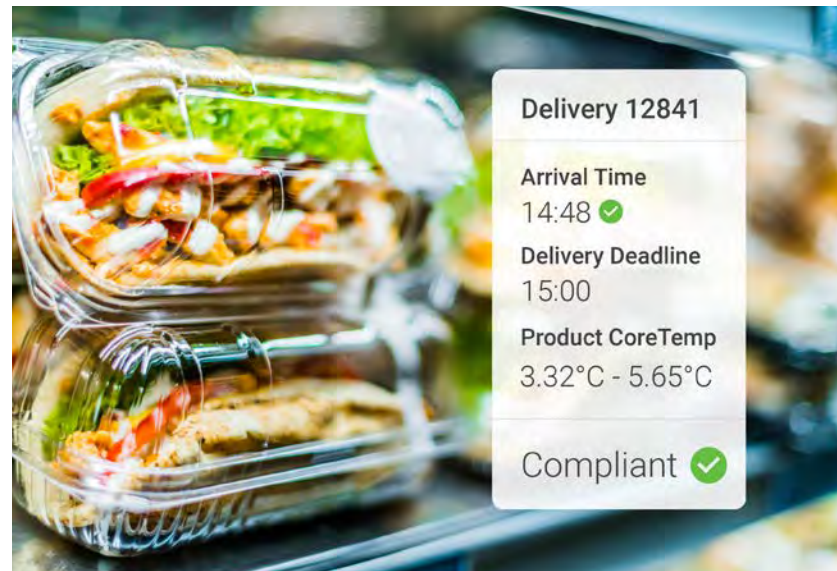 Delivery 12841
Arrival Time
14:48
Delivery Deadline
15:00
Product CoreTemp
3.32°C - 5.65°C
Compliant